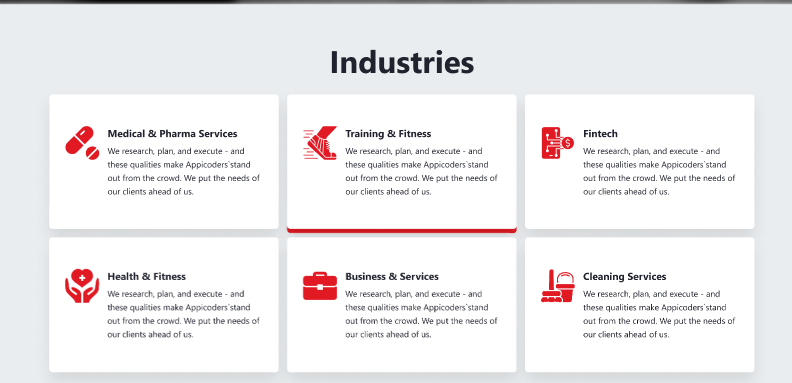 Industries
Medical & Pharma Services
We research, plan, and execute - and
these qualities make Appicoders`stand
out from the crowd. We put the needs of
our clients ahead of us.
Training & Fitness
We research, plan, and execute - and
these qualities make Appicoders`stand
out from the crowd. We put the needs of
our clients ahead of us.
Fintech
We research, plan, and execute - and
these qualities make Appicoders`stand
out from the crowd. We put the needs of
our clients ahead of us.
Health & Fitness
We research, plan, and execute - and
these qualities make Appicoders`stand
out from the crowd. We put the needs of
our clients ahead of us.
Business & Services
We research, plan, and execute - and
these qualities make Appicoders`stand
out from the crowd. We put the needs of
our clients ahead of us.
Cleaning Services
We research, plan, and execute - and
these qualities make Appicoders`stand
out from the crowd. We put the needs of
our clients ahead of us.